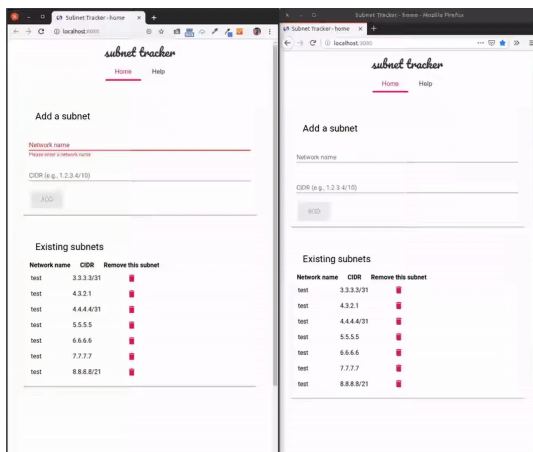 Subnet Tracker - home
localhost:8080
subnet tracker
Home Help
Add a subnet
Network name
Please enter a network name
CIDR (e.g., 1.2.3.4/10)
ADD
Existing subnets
Network name CIDR Remove this subnet
test 3.3.3.3/31
test 4.3.2.1
test 4.4.4.4/31
test 5.5.5.5
test 6.6.6.6
test 7.7.7.7
test 8.8.8.8/21
Subnet Tracker - home - Mozilla Firefox
Subnet Tracker - home
localhost:8080
subnet tracker
Home Help
Add a subnet
Network name
CIDR (e.g., 1.2.3.4/10)
ADD
Existing subnets
Network name CIDR Remove this subnet
test 3.3.3.3/31
test 4.3.2.1
test 4.4.4.4/31
test 5.5.5.5
test 6.6.6.6
test 7.7.7.7
test 8.8.8.8/21